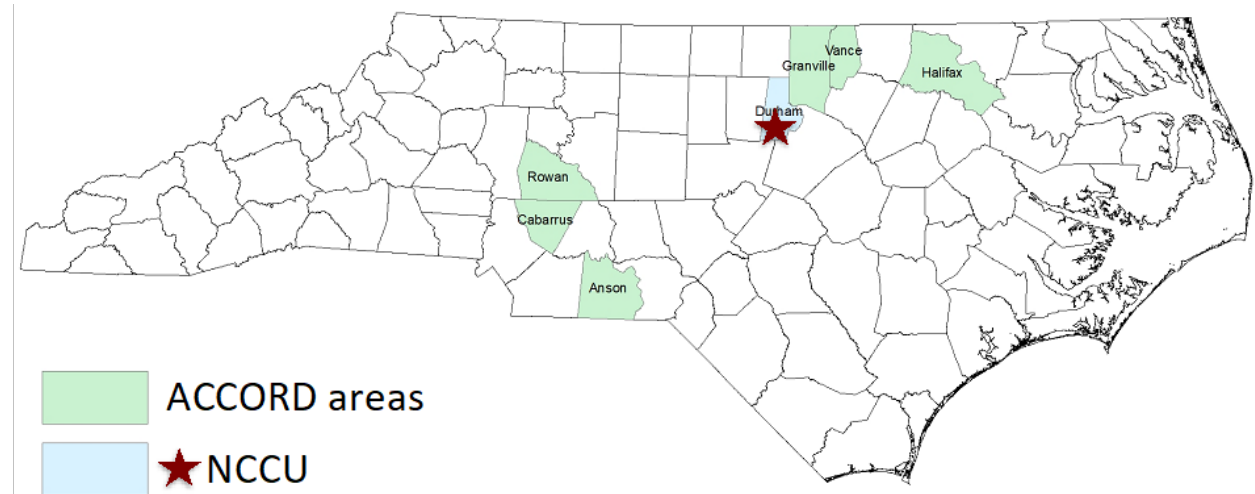 Vance
Granville
Halifax
Durham
Rowan
Cabarrus
Anson
ACCORD areas
NCCU